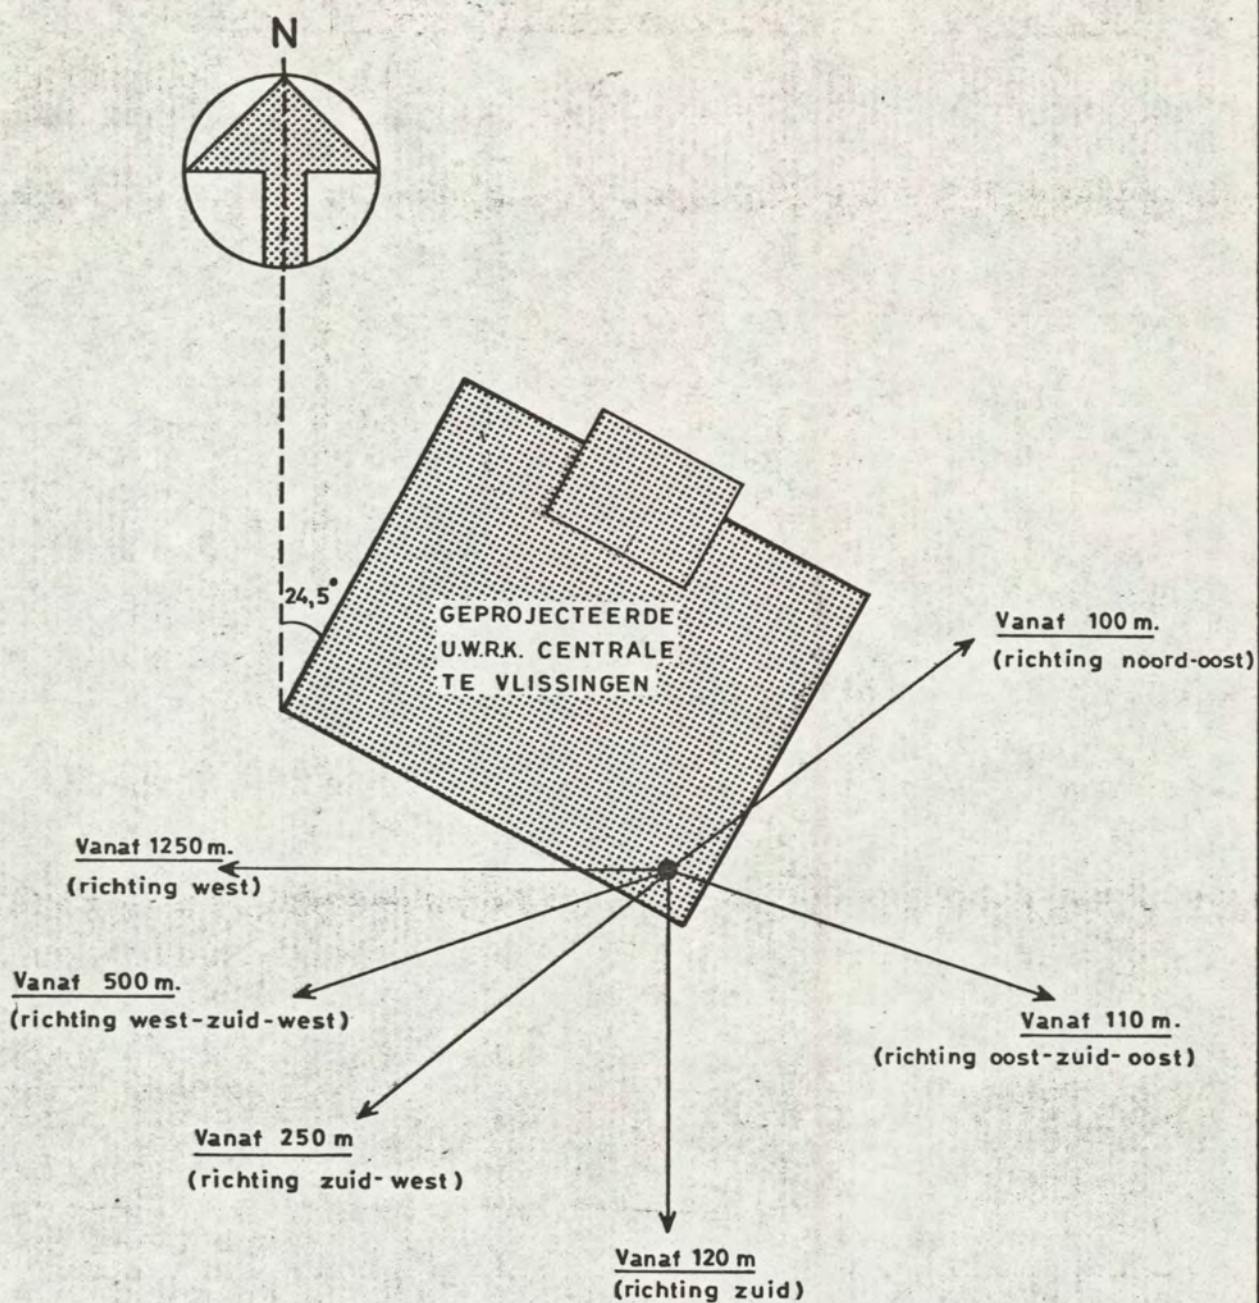 N
24,5°
GEPROJECTEERDE
U.W.R.K. CENTRALE
TE VLISSINGEN
Vanaf 100 m.
(richting noord-oost)
Vanaf 1250 m.
(richting west)
Vanaf 500 m.
(richting west-zuid-west)
Vanaf 110 m.
(richting oost-zuid-oost)
Vanaf 250 m
(richting zuid-west)
Vanaf 120 m
(richting zuid)